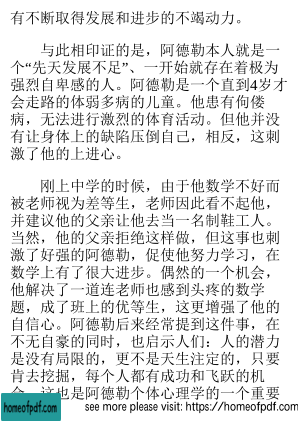 有不断取得发展和进步的不竭动力。
与此相印证的是，阿德勒本人就是一
个“先天发展不足”、一开始就存在着极为
强烈自卑感的人。阿德勒是一个直到4岁才
会走路的体弱多病的儿童。他患有佝偻
病，无法进行激烈的体育活动。但他并没
有让身体上的缺陷压倒自己，相反，这刺
激了他的上进心。
刚上中学的时候，由于他数学不好而
被老师视为差等生，老师因此看不起他，
并建议他的父亲让他去当一名制鞋工人。
当然，他的父亲拒绝这样做，但这事也刺
激了好强的阿德勒，促使他努力学习，在
数学上有了很大进步。偶然的一个机会，
他解决了一道连老师也感到头疼的数学
题，成了班上的优等生，这更增强了他的
自信心。阿德勒后来经常提到这件事，在
不无自豪的同时，也启示人们：人的潜力
是没有局限的，更不是天生注定的，只要
肯去挖掘，每个人都有成功和飞跃的机
会。这也是阿德勒个体心理学的一个重要
homeofpdf.com
see more please visit: https://homeofpdf.com